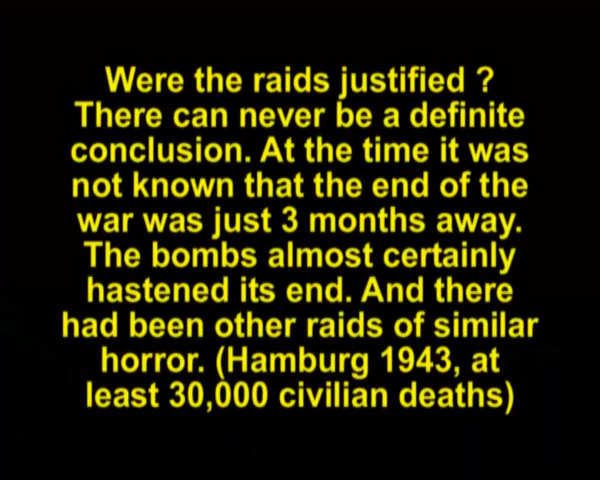 Were the raids justified ?
There can never be a definite
conclusion. At the time it was
not known that the end of the
war was just 3 months away.
The bombs almost certainly
hastened its end. And there
had been other raids of similar
horror. (Hamburg 1943, at
least 30,000 civilian deaths)